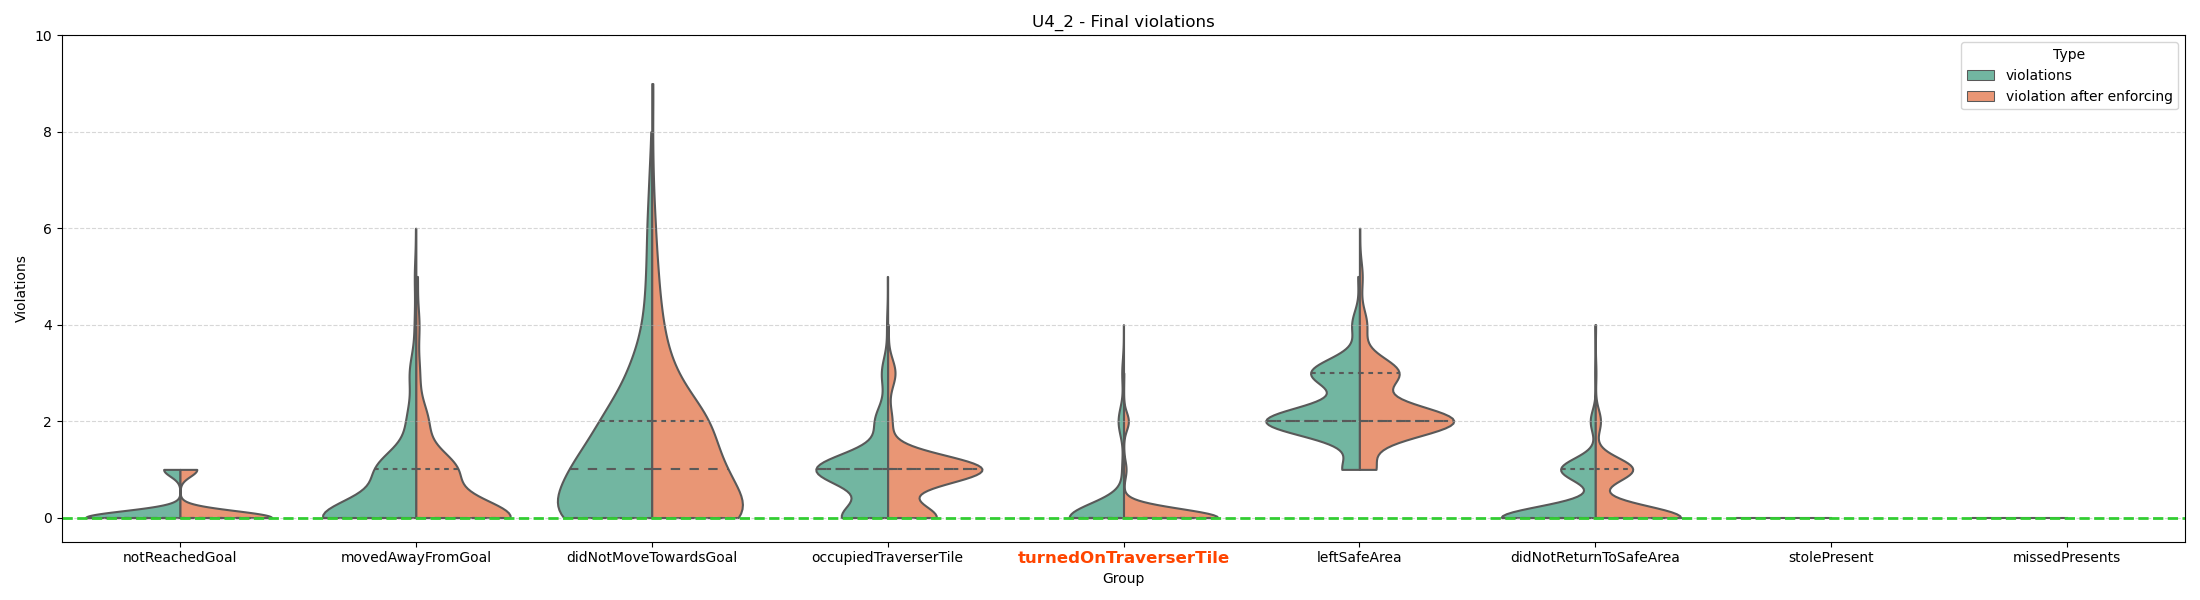 U4_2 - Final violations
10
8
6
4
2
0
Violations
Type
violations
violation after enforcing
notReachedGoal
movedAwayFromGoal
didNotMoveTowardsGoal
occupiedTraverserTile
turnedOnTraverserTile
leftSafeArea
didNotReturnToSafeArea
stolePresent
missedPresents
Group